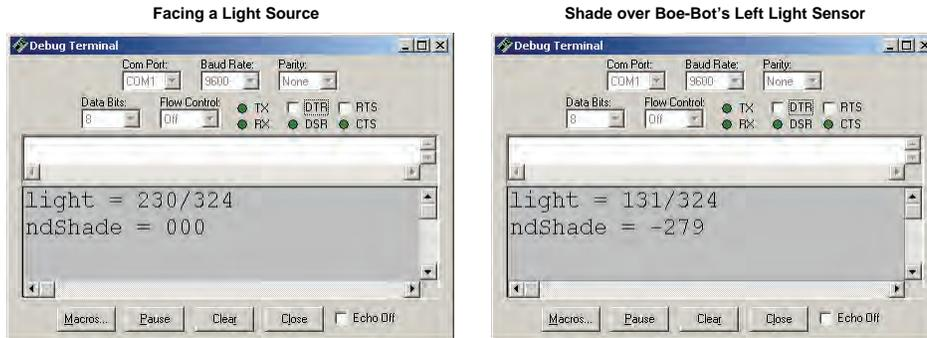 Facing a Light Source
Debug Terminal
Com Port: Baud Rate: Parity:
COM1 9600 None
Data Bits: Flow Control: TX DTR RTS
8 Off RX DSR CTS
light = 230/324
ndShade = 000
Macros... Pause Clear Close Echo Off
Shade over Boe-Bot's Left Light Sensor
Debug Terminal
Com Port: Baud Rate: Parity:
COM1 9600 None
Data Bits: Flow Control: TX DTR RTS
8 Off RX DSR CTS
light = 131/324
ndShade = -279
Macros... Pause Clear Close Echo Off